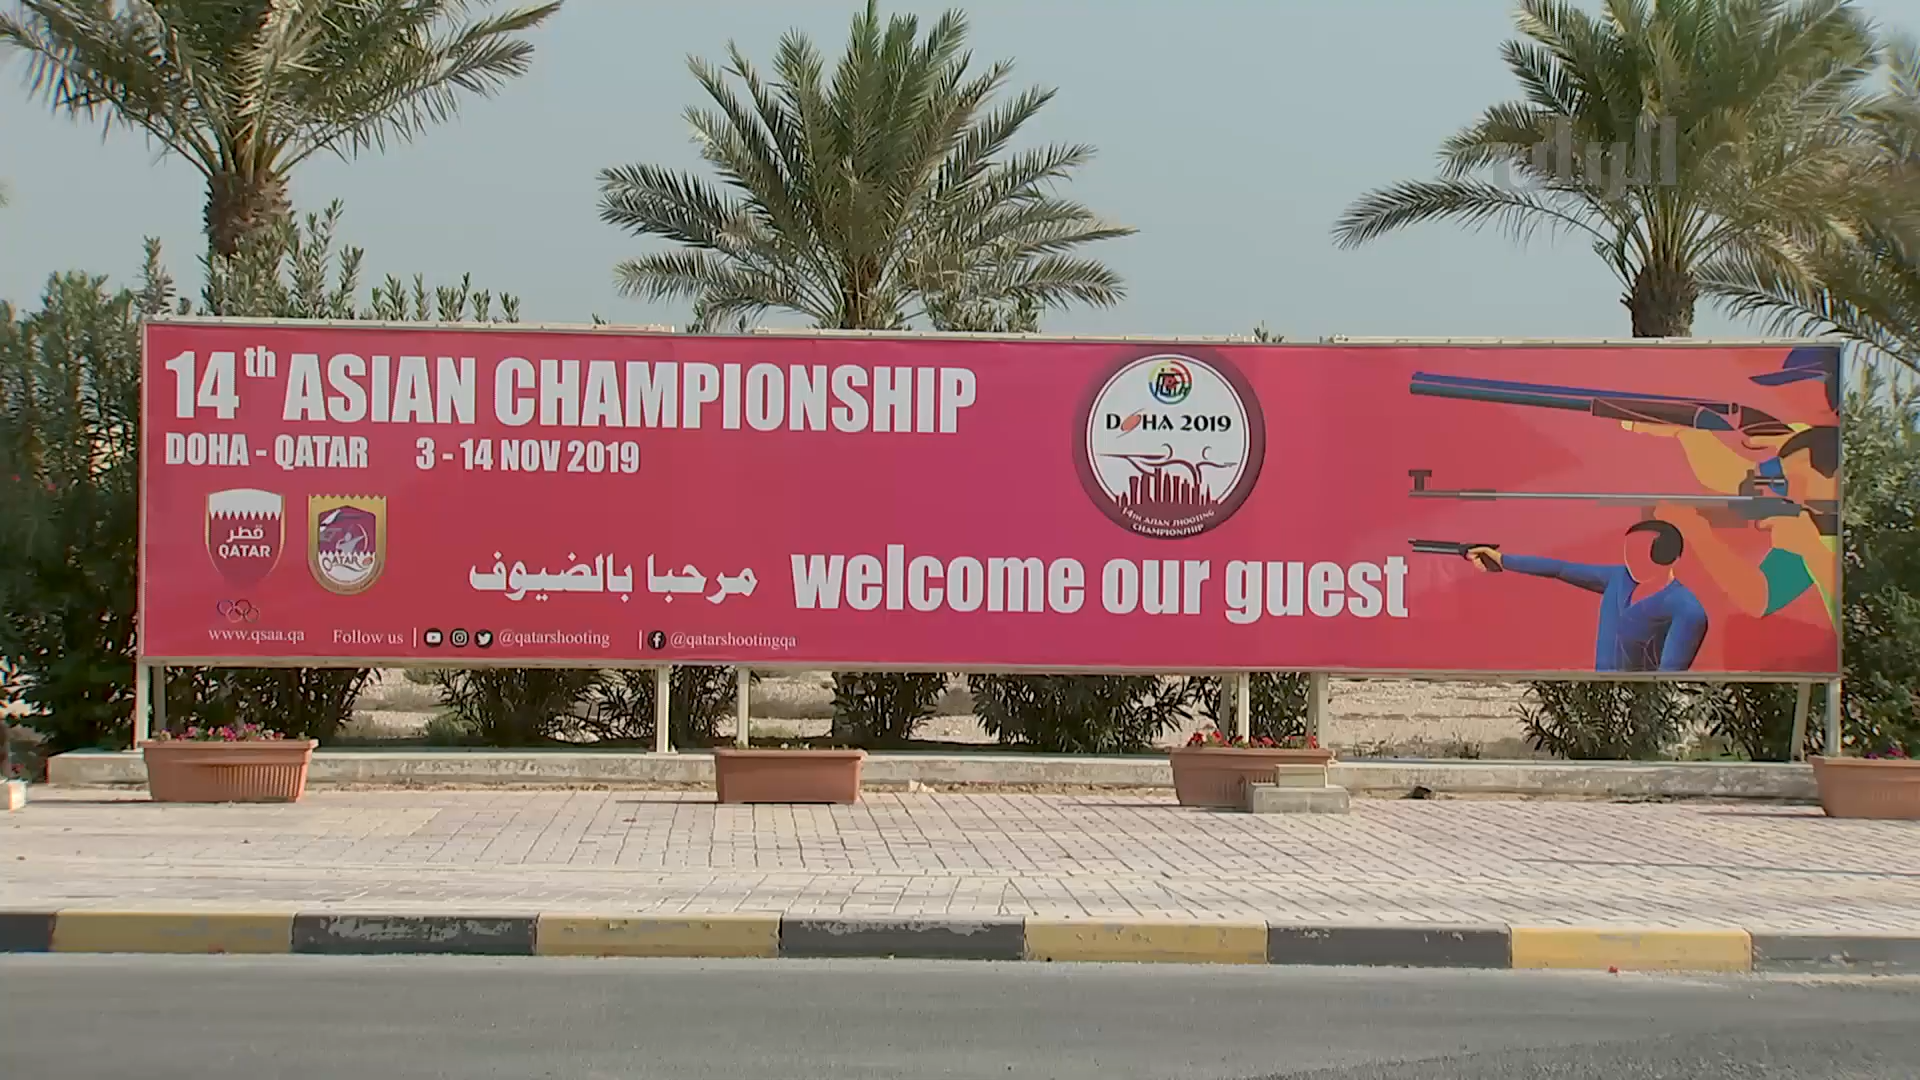 14th ASIAN CHAMPIONSHIP
DOHA - QATAR 3 - 14 NOV 2019
DOHA 2019
14TH ASIAN SHOOTING
CHAMPIONSHIP
قطر
QATAR
QATAR
مرحبا بالضيوف welcome our guest
www.qsaa.qa Follow us | @qatarshooting | @qatarshootingqa
الريان